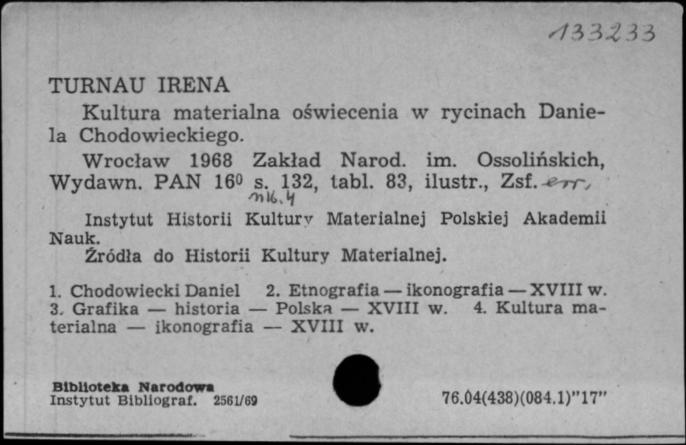 133233
TURNAU IRENA
Kultura materialna oświecenia w rycinach Danie-
la Chodowieckiego.
Wrocław 1968 Zakład Narod. im. Ossolińskich,
Wydawn. PAN 16⁰ s. 132, tabl. 83, ilustr., Zsf. err,
nlb. 4
Instytut Historii Kultury Materialnej Polskiej Akademii
Nauk.
Źródła do Historii Kultury Materialnej.
1. Chodowiecki Daniel 2. Etnografia — ikonografia — XVIII w.
3. Grafika — historia — Polska — XVIII w. 4. Kultura ma-
terialna — ikonografia — XVIII w.
Biblioteka Narodowa
Instytut Bibliograf. 2561/69
76.04(438)(084.1)"17"